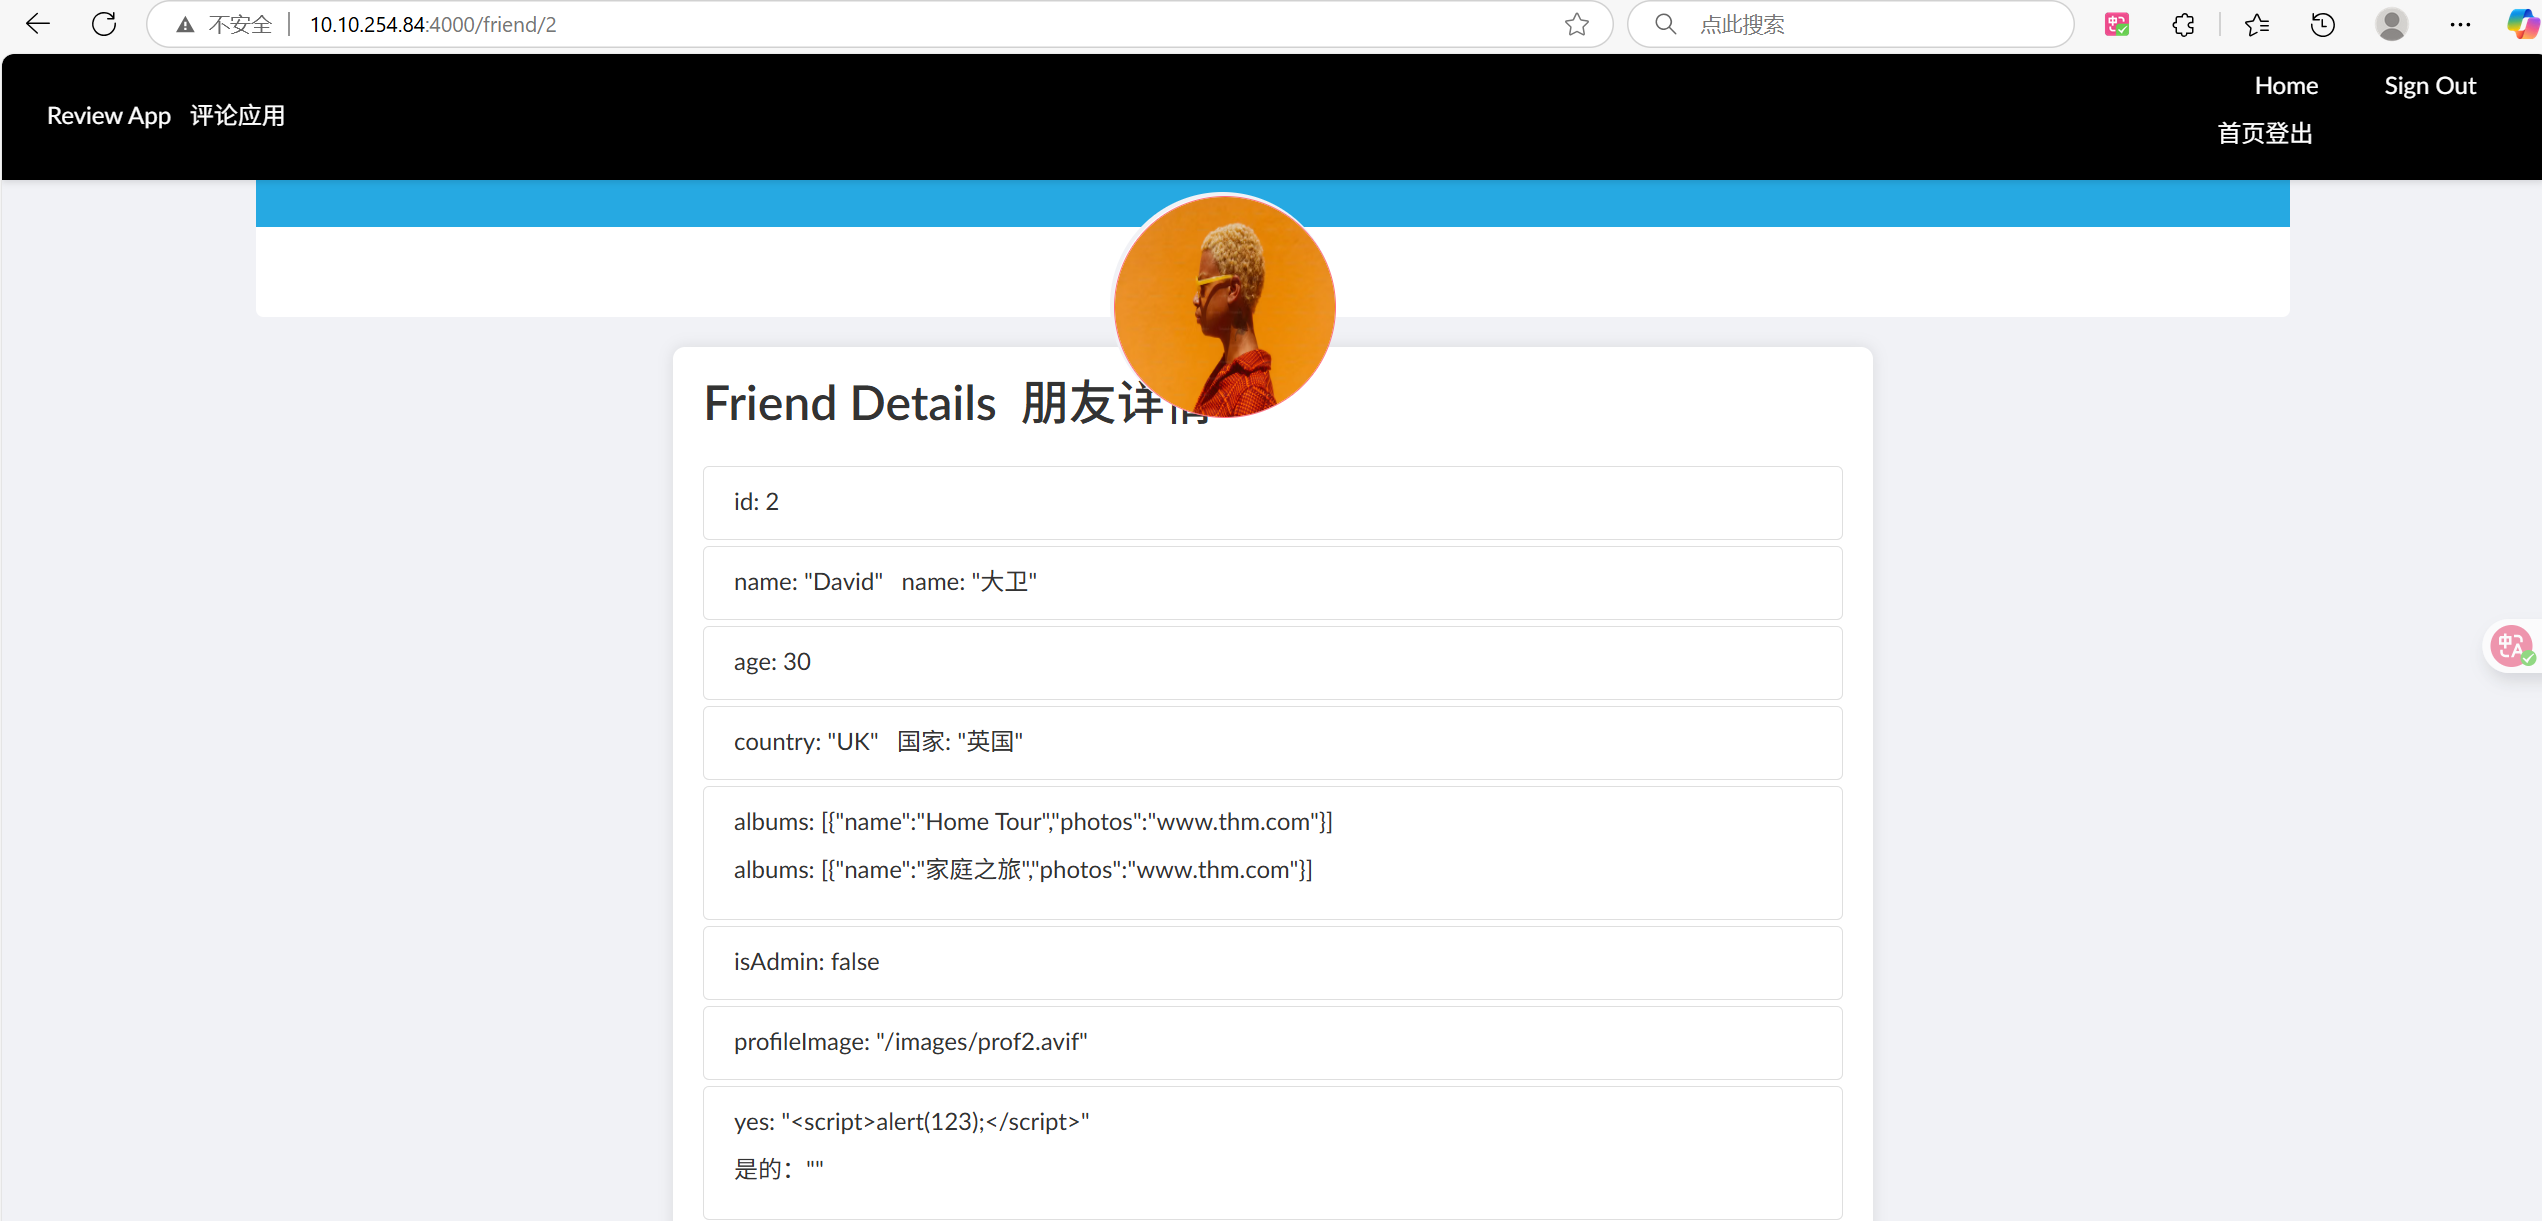 不安全 10.10.254.84:4000/friend/2 点此搜索
Review App 评论应用
Home Sign Out
首页登出
Friend Details 朋友详情
id: 2
name: "David" name: "大卫"
age: 30
country: "UK" 国家: "英国"
albums: [{"name":"Home Tour","photos":"www.thm.com"}]
albums: [{"name":"家庭之旅","photos":"www.thm.com"}]
isAdmin: false
profileImage: "/images/prof2.avif"
yes: "<script>alert(123);</script>"
是的：""